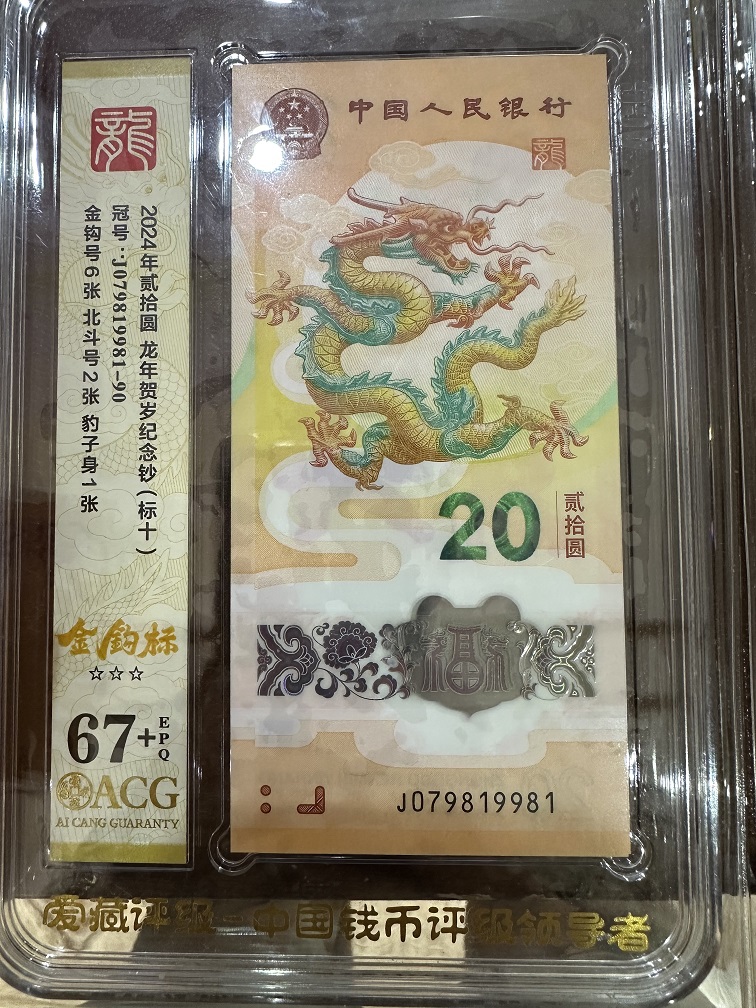 龍
2024年贰拾圆 龙年贺岁纪念钞(标十)
冠号:J079819981-90
金钩号6张 北斗号2张 豹子身1张
金鈎标
☆☆☆
67+EPQ
ACG
AI CANG GUARANTY
中国人民银行
龍
20
贰拾圆
福
J079819981
爱藏评级-中国钱币评级领导者